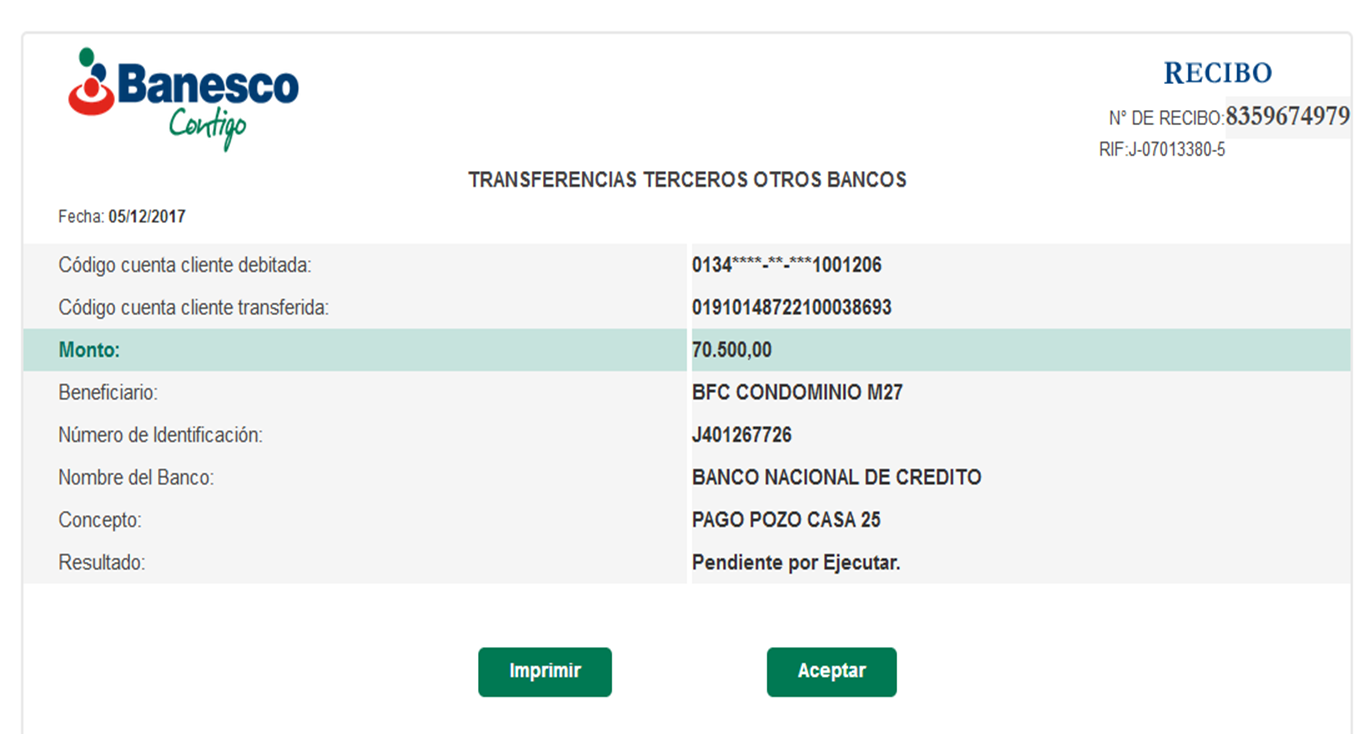 Banesco
Contigo
RECIBO
N° DE RECIBO:8359674979
RIF:J-07013380-5
TRANSFERENCIAS TERCEROS OTROS BANCOS
Fecha: 05/12/2017
Código cuenta cliente debitada: 0134****-**-***1001206
Código cuenta cliente transferida: 01910148722100038693
Monto: 70.500,00
Beneficiario: BFC CONDOMINIO M27
Número de Identificación: J401267726
Nombre del Banco: BANCO NACIONAL DE CREDITO
Concepto: PAGO POZO CASA 25
Resultado: Pendiente por Ejecutar.
Imprimir Aceptar